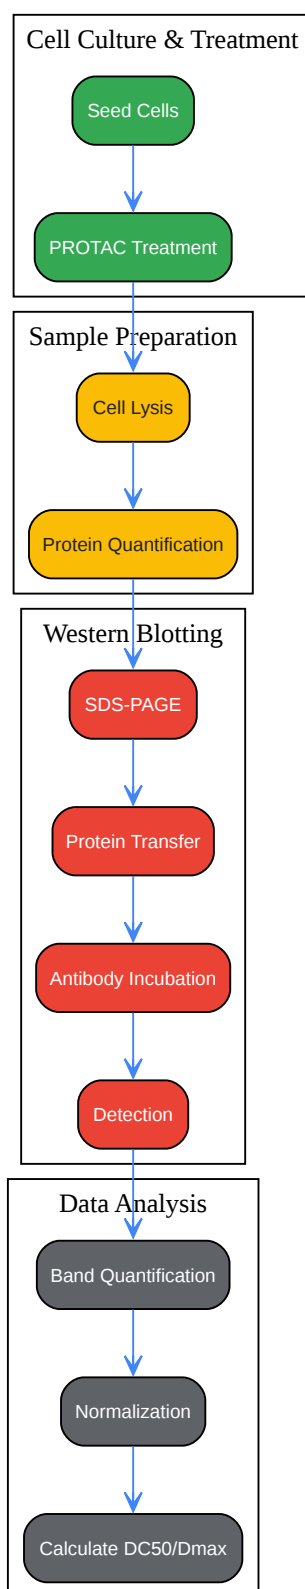 Cell Culture & Treatment
Seed Cells
PROTAC Treatment
Sample Preparation
Cell Lysis
Protein Quantification
Western Blotting
SDS-PAGE
Protein Transfer
Antibody Incubation
Detection
Data Analysis
Band Quantification
Normalization
Calculate DC50/Dmax